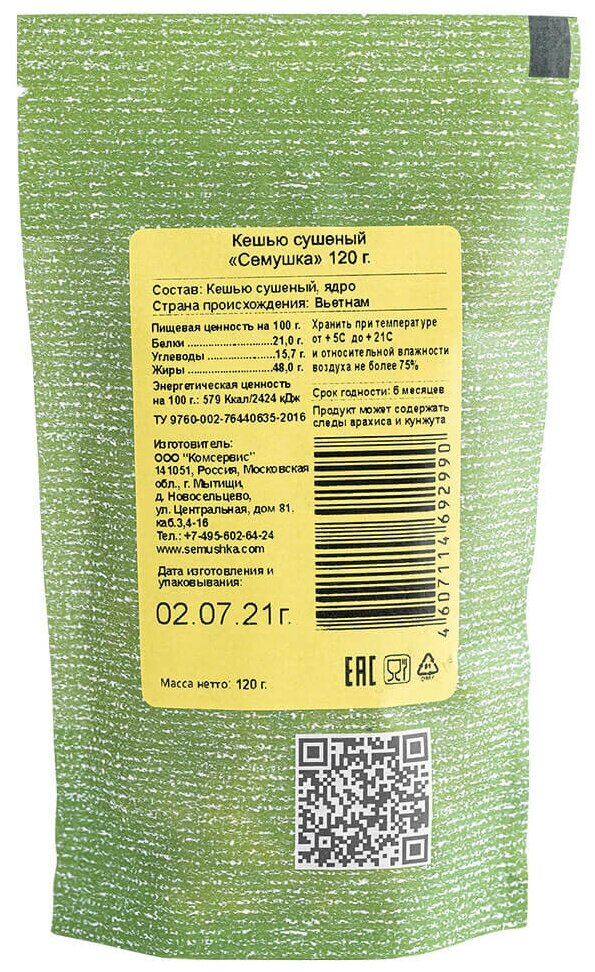 Кешью сушеный
«Семушка» 120 г.
Состав: Кешью сушеный, ядро
Страна происхождения: Вьетнам
Пищевая ценность на 100 г.
Белки ....................21,0 г.
Углеводы ................15,7 г.
Жиры .....................48,0 г.
Энергетическая ценность
на 100 г.: 579 Ккал/2424 кДж
ТУ 9760-002-76440635-2016
Хранить при температуре
от + 5С до + 21С
и относительной влажности
воздуха не более 75%
Срок годности: 6 месяцев
Продукт может содержать
следы арахиса и кунжута
Изготовитель:
ООО "Комсервис"
141051, Россия, Московская
обл., г. Мытищи,
д. Новосельцево,
ул. Центральная, дом 81.
каб.3,4-16
Тел.: +7-495-602-64-24
www.semushka.com
Дата изготовления и
упаковывания:
02.07.21г.
Масса нетто: 120 г.
4607114692990
EAC